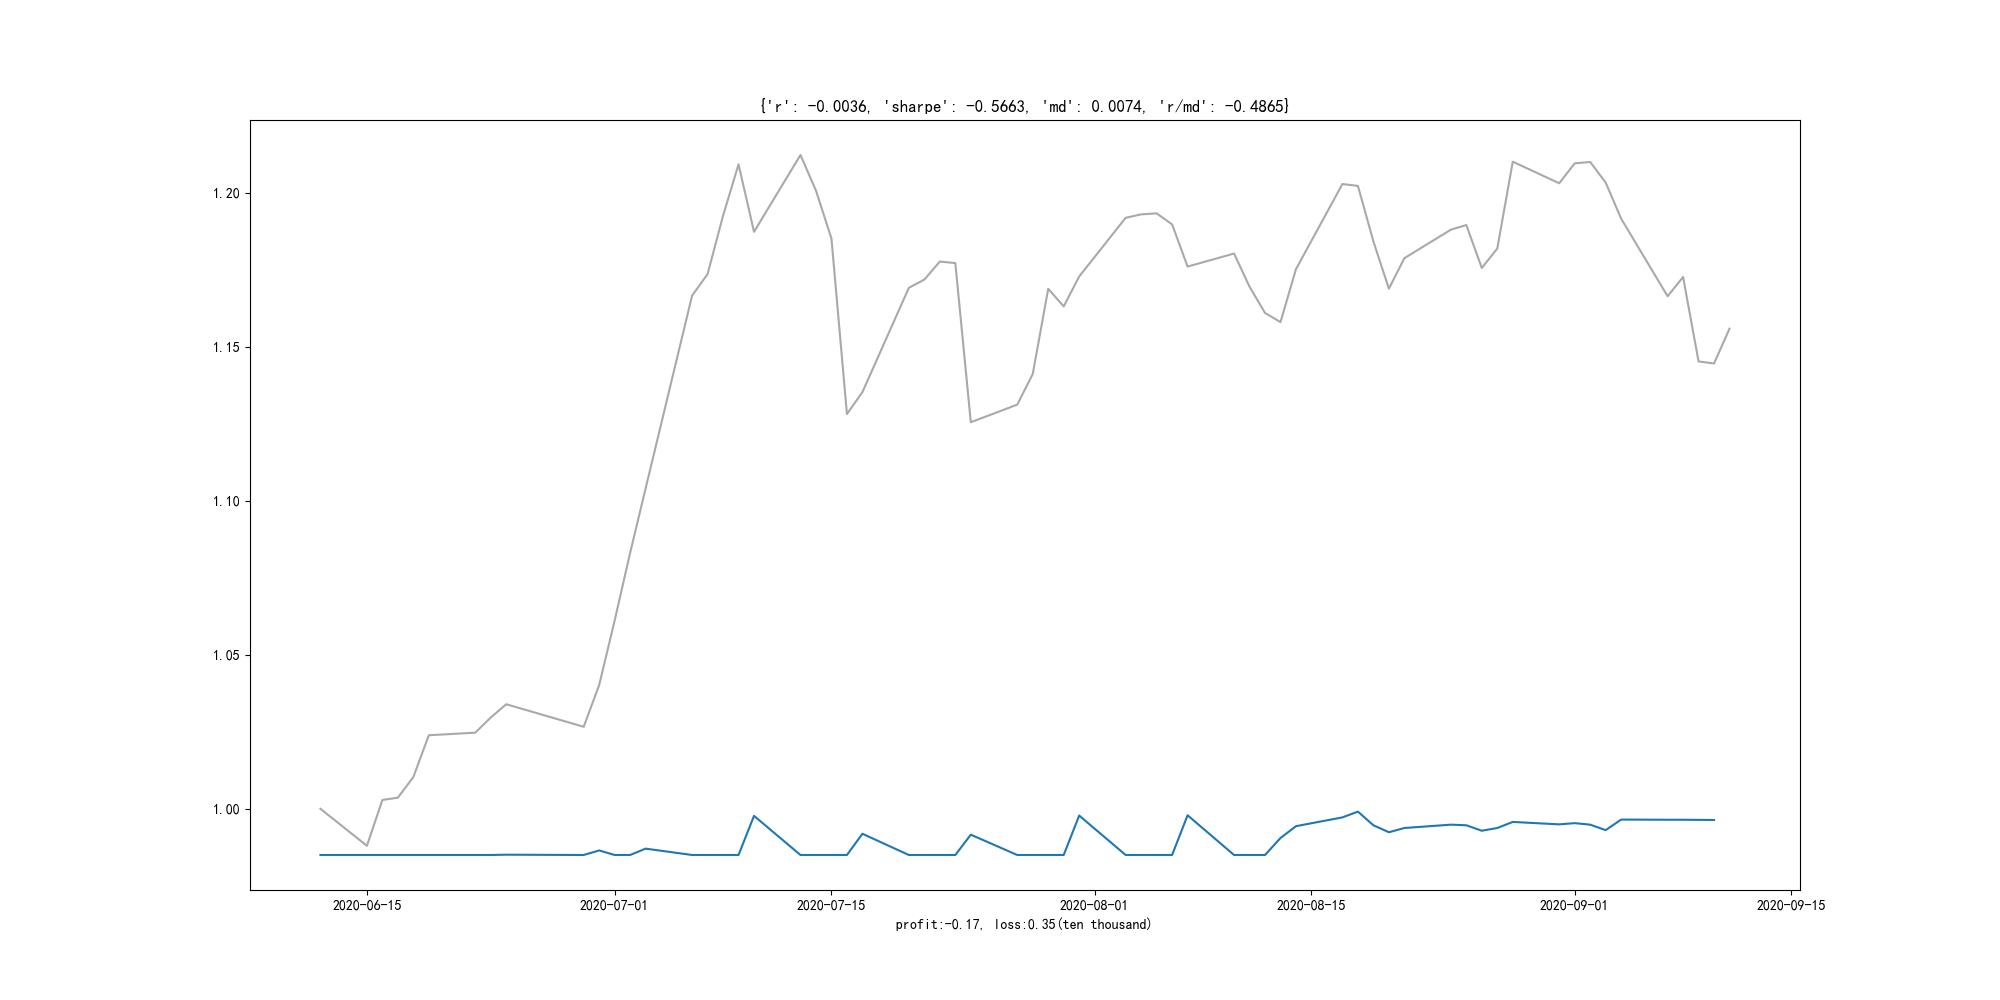 {'r': -0.0036, 'sharpe': -0.5663, 'md': 0.0074, 'r/md': -0.4865}
1.20
1.15
1.10
1.05
1.00
2020-06-15 2020-07-01 2020-07-15 2020-08-01 2020-08-15 2020-09-01 2020-09-15
profit:-0.17, loss:0.35(ten thousand)